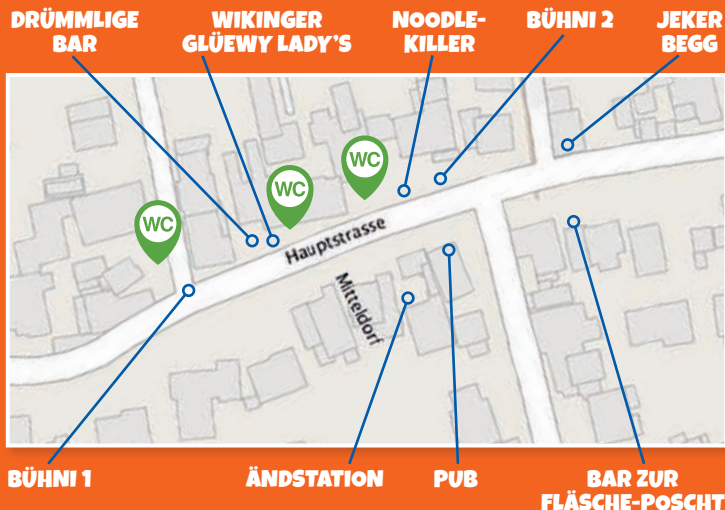 DRÜMMLIGE
BAR
WIKINGER
GLÜEWY LADY'S
NOODLE-
KILLER
BÜHNI 2
JEKER
BEGG
WC
WC
WC
Hauptstrasse
Mitteldorf
BÜHNI 1
ÄNDSTATION
PUB
BAR ZUR
FLÄSCHE-POSCHT